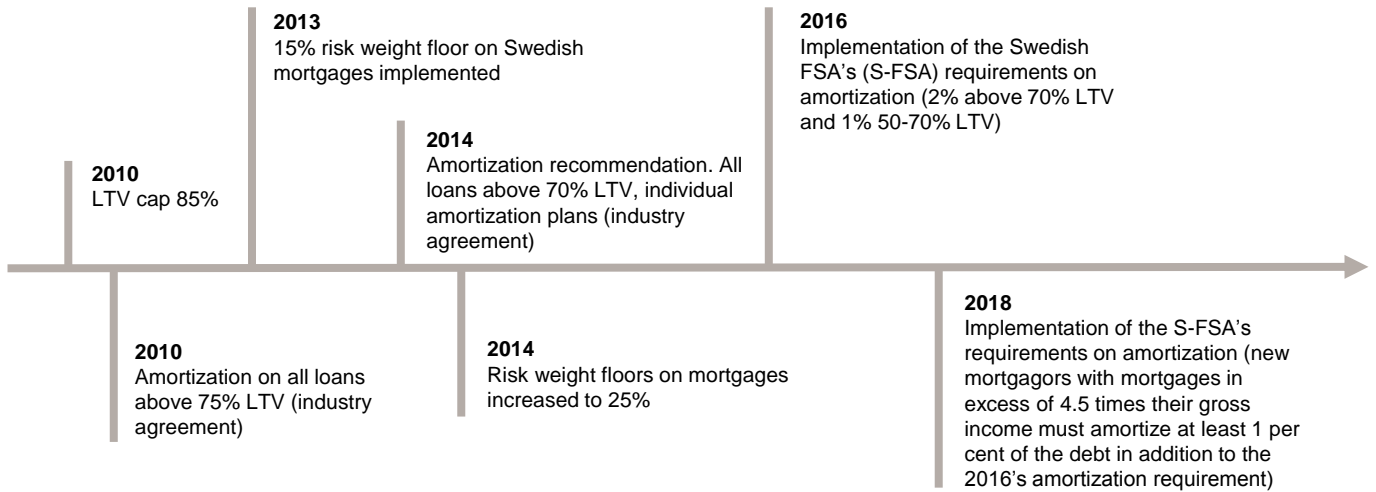 2010
LTV cap 85%
2010
Amortization on all loans
above 75% LTV (industry
agreement)
2013
15% risk weight floor on Swedish
mortgages implemented
2014
Amortization recommendation. All
loans above 70% LTV, individual
amortization plans (industry
agreement)
2014
Risk weight floors on mortgages
increased to 25%
2016
Implementation of the Swedish
FSA's (S-FSA) requirements on
amortization (2% above 70% LTV
and 1% 50-70% LTV)
2018
Implementation of the S-FSA's
requirements on amortization (new
mortgagors with mortgages in
excess of 4.5 times their gross
income must amortize at least 1 per
cent of the debt in addition to the
2016's amortization requirement)